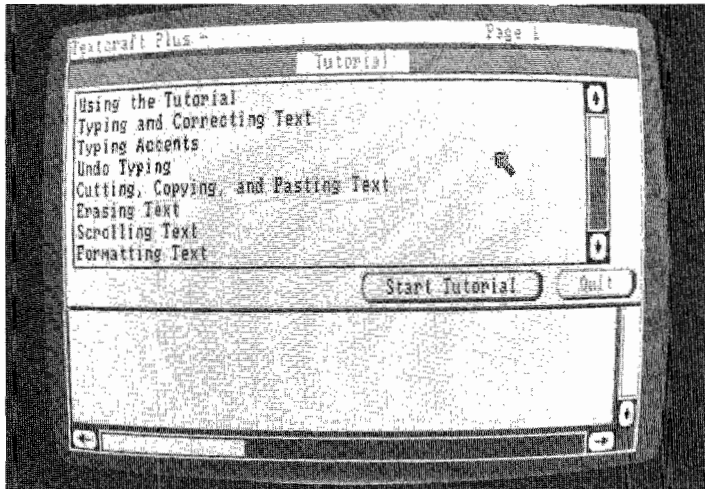 Textcraft Plus
Page 1
Tutorial
Using the Tutorial
Typing and Correcting Text
Typing Accents
Undo Typing
Cutting, Copying, and Pasting Text
Erasing Text
Scrolling Text
Formatting Text
Start Tutorial
Quit